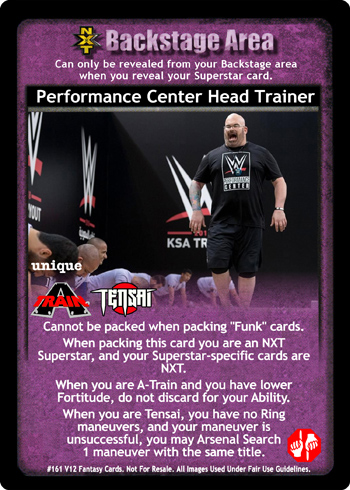 NXT
Backstage Area
Can only be revealed from your Backstage area
when you reveal your Superstar card.
Performance Center Head Trainer
W
PERFORMANCE
CENTER
YOUT
KSA TR
unique
A TRAIN
TENSAI
Cannot be packed when packing "Funk" cards.
When packing this card you are an NXT
Superstar, and your Superstar-specific cards are
NXT.
When you are A-Train and you have lower
Fortitude, do not discard for your Ability.
When you are Tensai, you have no Ring
maneuvers, and your maneuver is
unsuccessful, you may Arsenal Search
1 maneuver with the same title.
#161 V12 Fantasy Cards. Not For Resale. All Images Used Under Fair Use Guidelines.